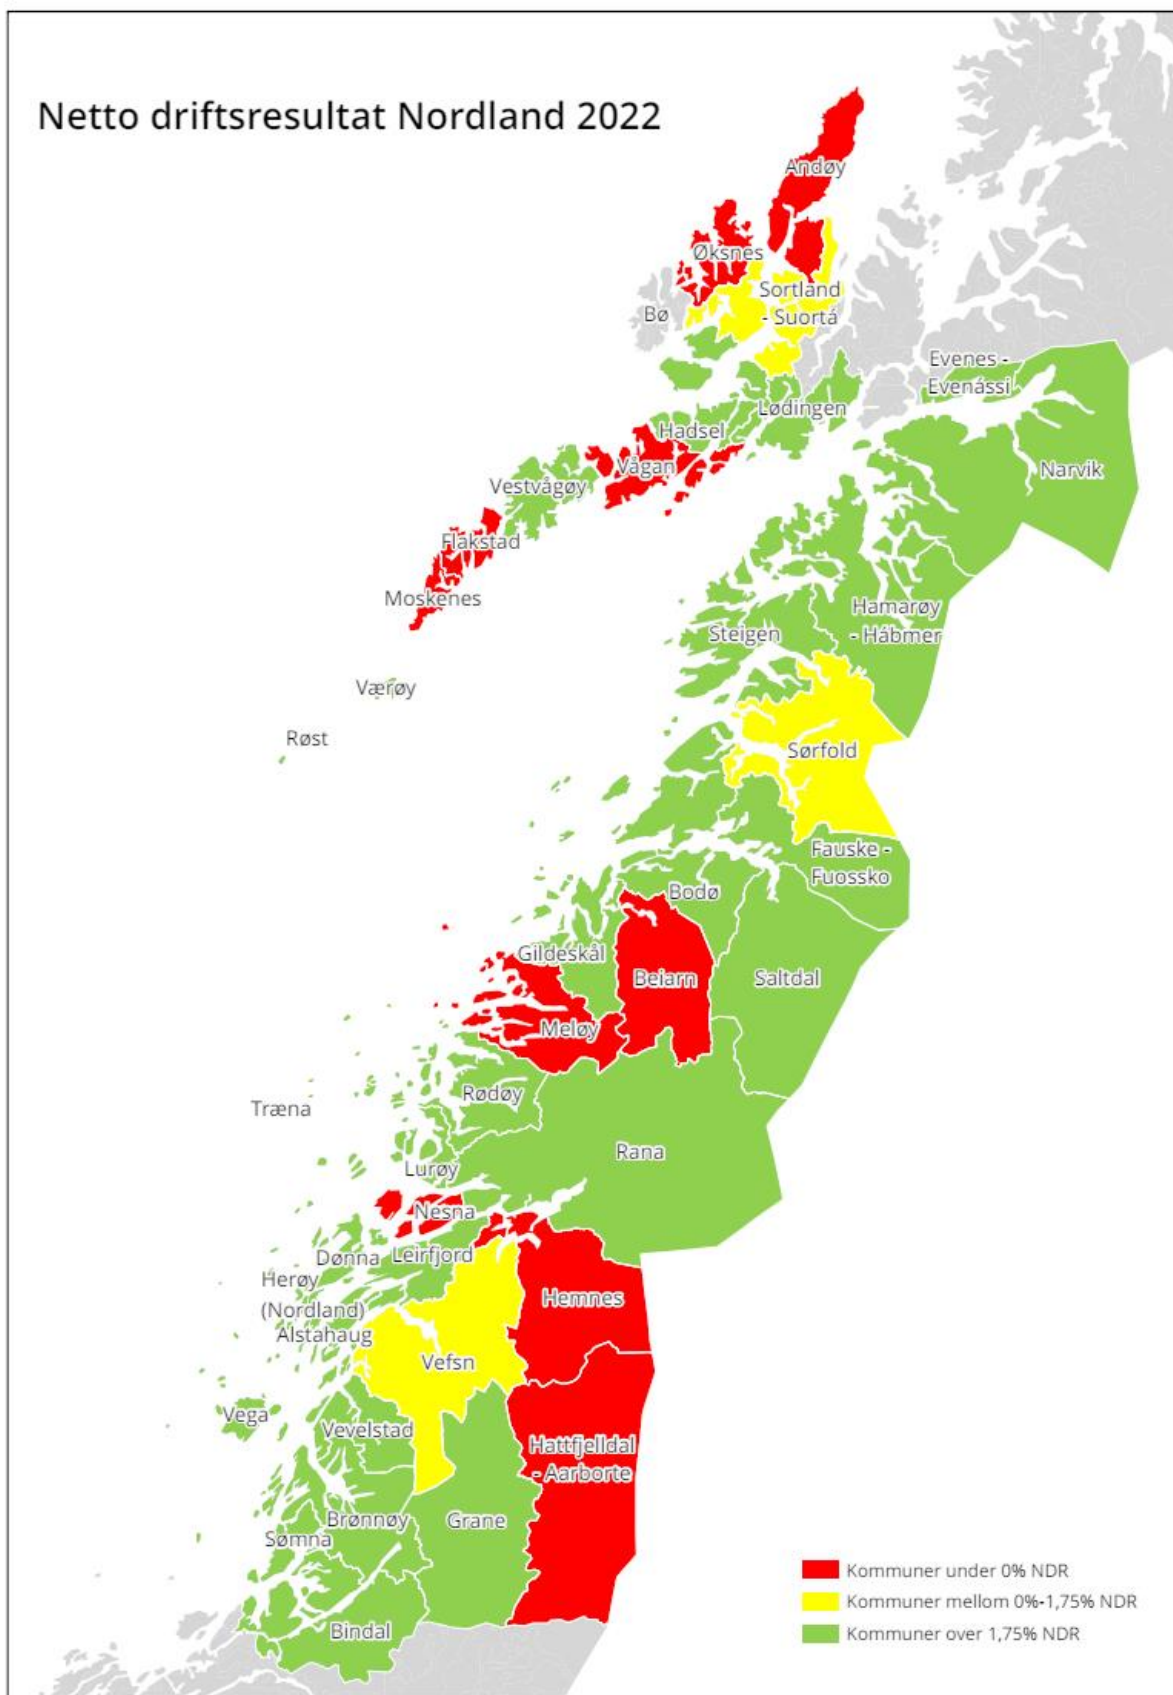 Netto driftsresultat Nordland 2022
Andøy
Øksnes
Sortland
- Suortá
Bø
Evenes -
Evenášši
Lødingen
Hadsel
Vågan
Narvik
Vestvågøy
Flakstad
Moskenes
Hamarøy
- Hábmer
Steigen
Værøy
Røst
Sørfold
Fauske -
Fuossko
Bodø
Gildeskål
Beiarn
Saltdal
Meløy
Rødøy
Træna
Rana
Lurøy
Nesna
Dønna
Leirfjord
Herøy
(Nordland)
Alstahaug
Hemnes
Vefsn
Vega
Vevelstad
Hattfjelldal
- Aarborte
Brønnøy
Grane
Sømna
Bindal
Kommuner under 0% NDR
Kommuner mellom 0%-1,75% NDR
Kommuner over 1,75% NDR